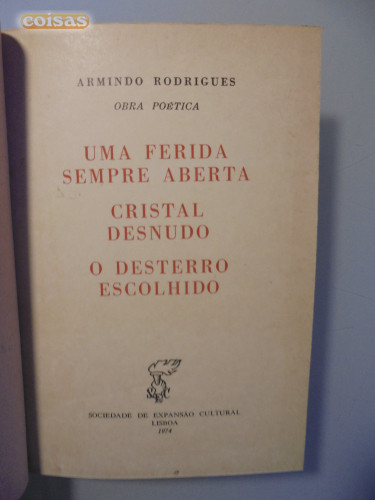 coisas
ARMINDO RODRIGUES
OBRA POÉTICA
UMA FERIDA
SEMPRE ABERTA
CRISTAL
DESNUDO
O DESTERRO
ESCOLHIDO
SOCIEDADE DE EXPANSÃO CULTURAL
LISBOA
1974